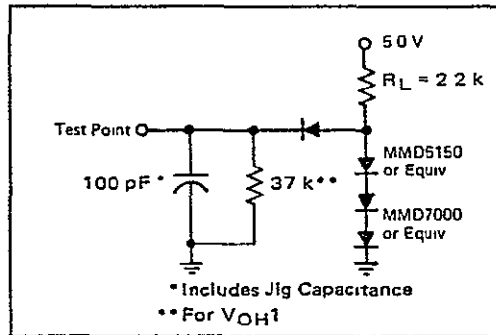 5 0 V
R_L = 2 2 k
Test Point
MMD6150
or Equiv
100 pF *
37 k**
MMD7000
or Equiv
*Includes Jig Capacitance
**For V_OH1